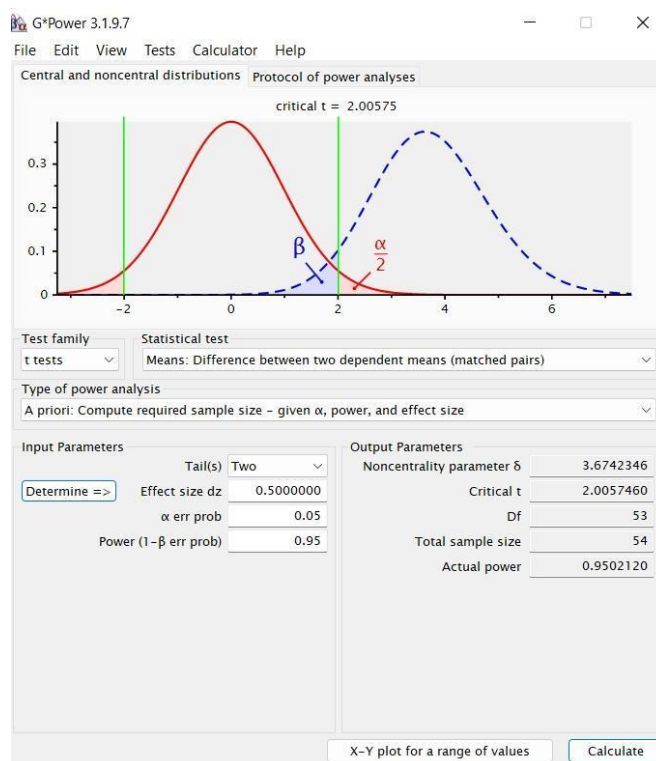 G*Power 3.1.9.7
File Edit View Tests Calculator Help
Central and noncentral distributions Protocol of power analyses
critical t = 2.00575
0.3
0.2
0.1
0
β
α
2
-2 0 2 4 6
Test family Statistical test
t tests Means: Difference between two dependent means (matched pairs)
Type of power analysis
A priori: Compute required sample size – given α, power, and effect size
Input Parameters Output Parameters
Tail(s) Two Noncentrality parameter δ 3.6742346
Determine => Effect size dz 0.5000000 Critical t 2.0057460
α err prob 0.05 Df 53
Power (1-β err prob) 0.95 Total sample size 54
Actual power 0.9502120
X-Y plot for a range of values Calculate